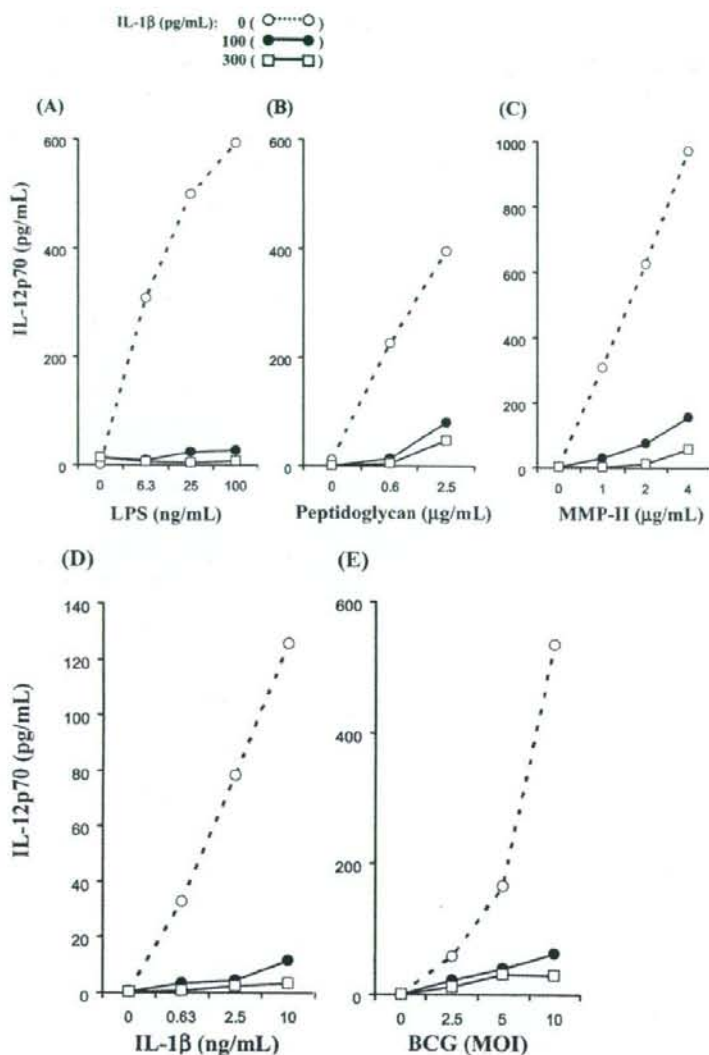 IL-1β (pg/mL): 0 ( )
100 ( )
300 ( )
(A) (B) (C)
IL-12p70 (pg/mL)
600
400
200
0
0 6.3 25 100
LPS (ng/mL)
600
400
200
0
0 0.6 2.5
Peptidoglycan (μg/mL)
1000
800
600
400
200
0
0 1 2 4
MMP-II (μg/mL)
(D) (E)
IL-12p70 (pg/mL)
140
120
100
80
60
40
20
0
0 0.63 2.5 10
IL-1β (ng/mL)
600
400
200
0
0 2.5 5 10
BCG (MOI)